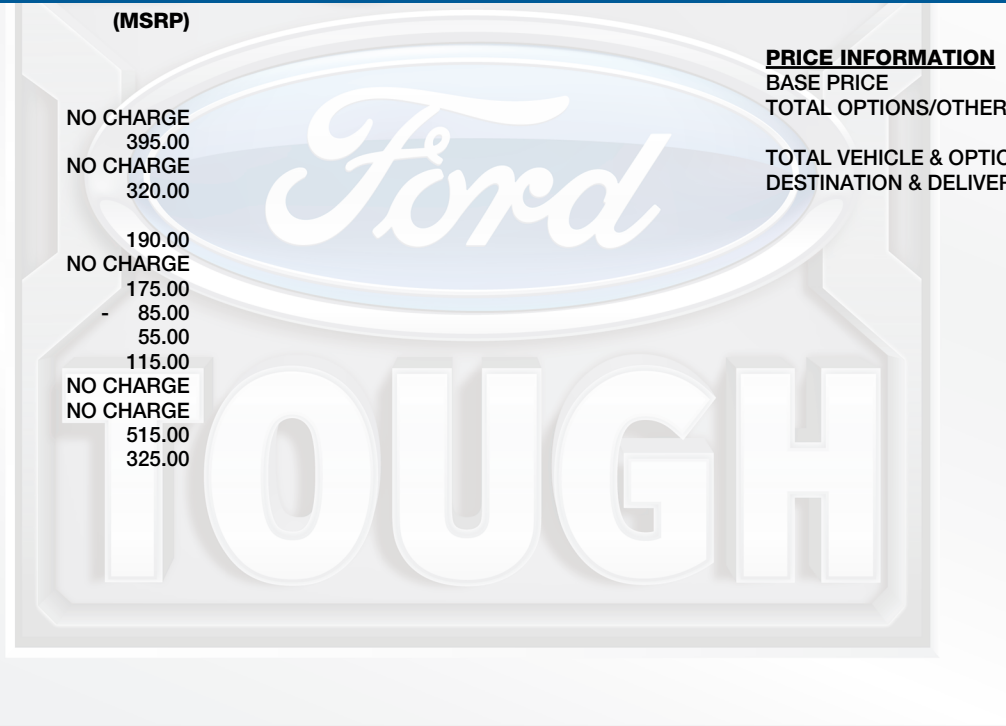 (MSRP)
NO CHARGE
395.00
NO CHARGE
320.00
190.00
NO CHARGE
175.00
- 85.00
55.00
115.00
NO CHARGE
NO CHARGE
515.00
325.00
PRICE INFORMATION
BASE PRICE
TOTAL OPTIONS/OTHER
TOTAL VEHICLE & OPTIO
DESTINATION & DELIVER
Ford
TOUGH